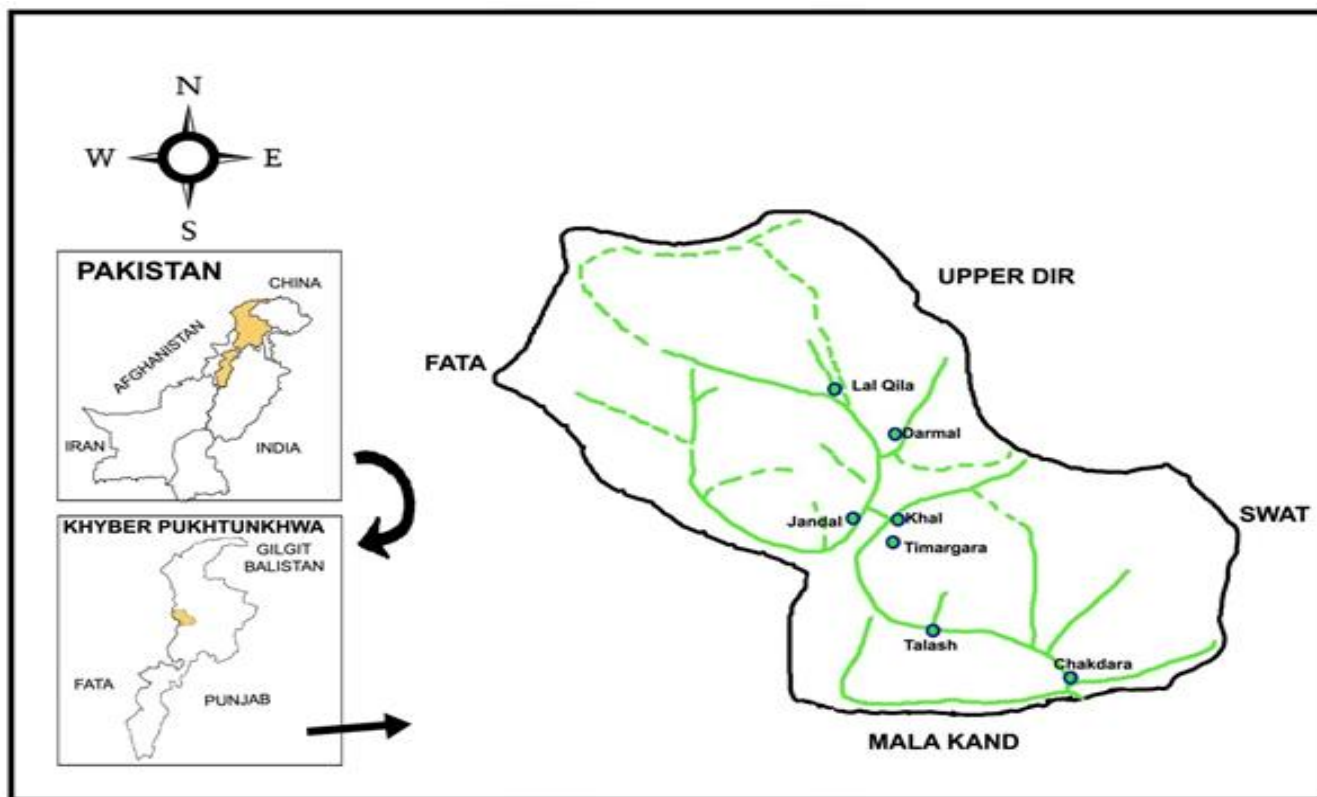 N
W
E
S
PAKISTAN
CHINA
AFGHANISTAN
IRAN
INDIA
KHYBER PUKHTUNKHWA
GILGIT
BALISTAN
FATA
PUNJAB
UPPER DIR
FATA
Lal Qila
Darmal
SWAT
Jandal
Khal
Timargara
Talash
Chakdara
MALA KAND